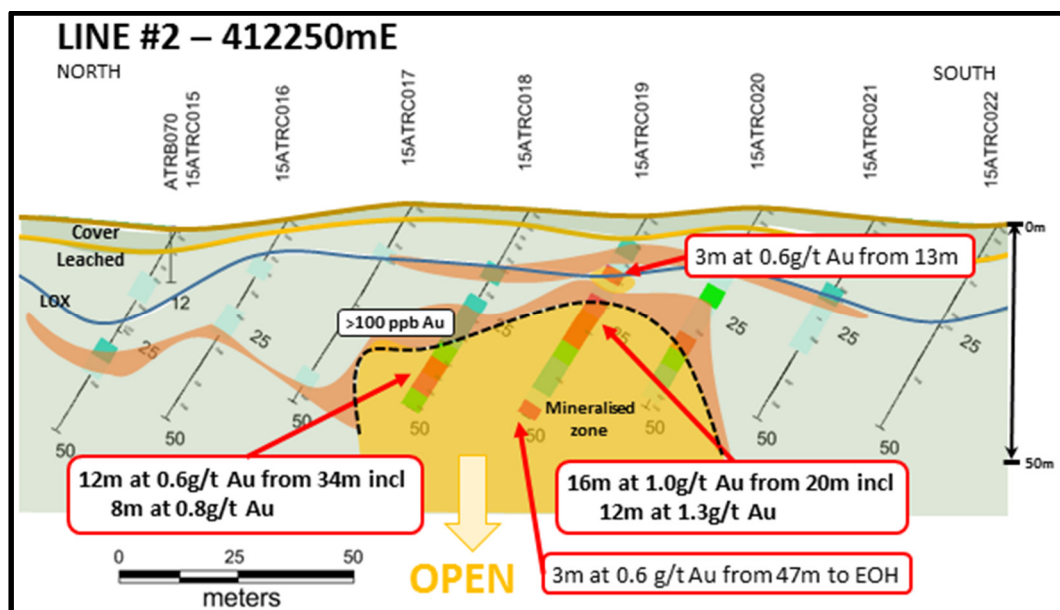 LINE #2 – 412250mE
NORTH
SOUTH
ATRB070
15ATRC015
15ATRC016
15ATRC017
15ATRC018
15ATRC019
15ATRC020
15ATRC021
15ATRC022
Cover
Leached
LOX
12
25
25
25
25
25
25
25
50
50
50
50
50
50
50
50
0m
50m
3m at 0.6g/t Au from 13m
>100 ppb Au
Mineralised
zone
12m at 0.6g/t Au from 34m incl
8m at 0.8g/t Au
16m at 1.0g/t Au from 20m incl
12m at 1.3g/t Au
3m at 0.6 g/t Au from 47m to EOH
OPEN
0 25 50
meters